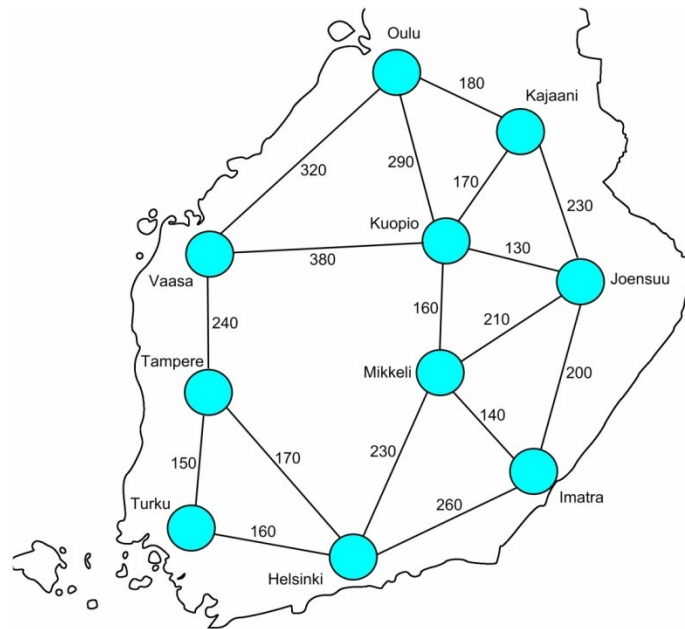 Oulu
180
Kajaani
320
290
170
230
Kuopio
130
Vaasa
380
Joensuu
240
160
210
Tampere
Mikkeli
200
140
150
170
230
Turku
260
Imatra
160
Helsinki